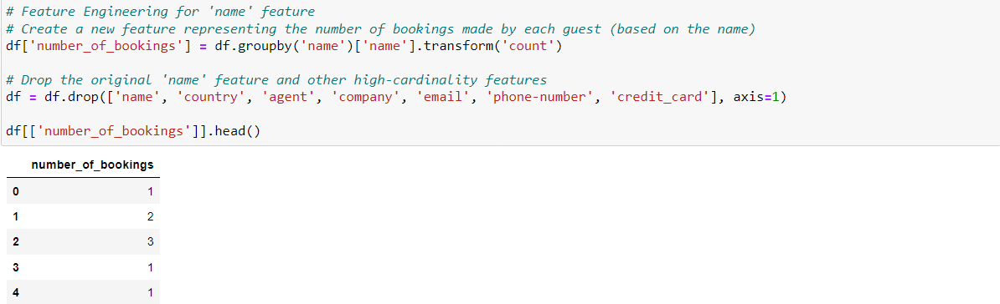 # Feature Engineering for 'name' feature
# Create a new feature representing the number of bookings made by each guest (based on the name)
df['number_of_bookings'] = df.groupby('name')['name'].transform('count')
# Drop the original 'name' feature and other high-cardinality features
df = df.drop(['name', 'country', 'agent', 'company', 'email', 'phone-number', 'credit_card'], axis=1)
df[['number_of_bookings']].head()
number_of_bookings
0 1
1 2
2 3
3 1
4 1